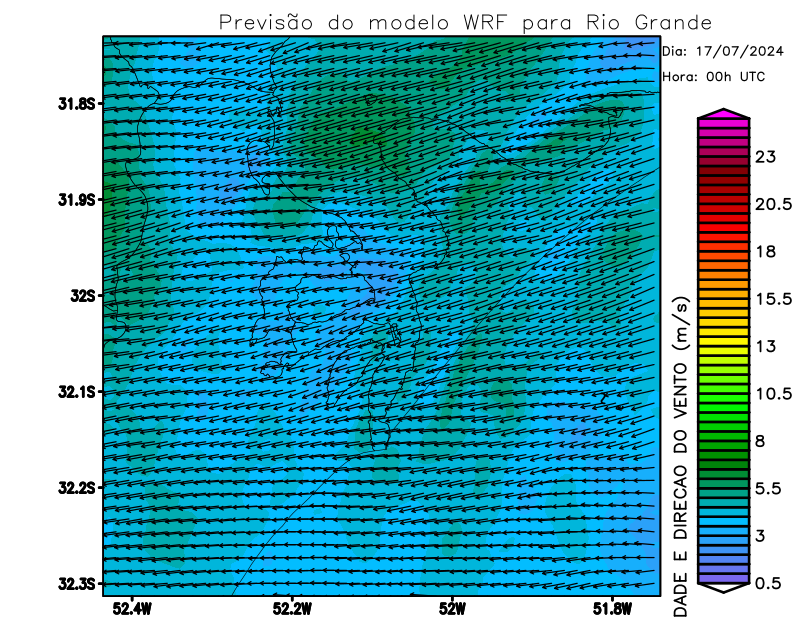 Previsão do modelo WRF para Rio Grande
Dia: 17/07/2024
Hora: 00h UTC
31.8S
31.9S
32S
32.1S
32.2S
32.3S
52.4W
52.2W
52W
51.8W
23
20.5
18
15.5
13
10.5
8
5.5
3
0.5
DADE E DIRECAO DO VENTO (m/s)